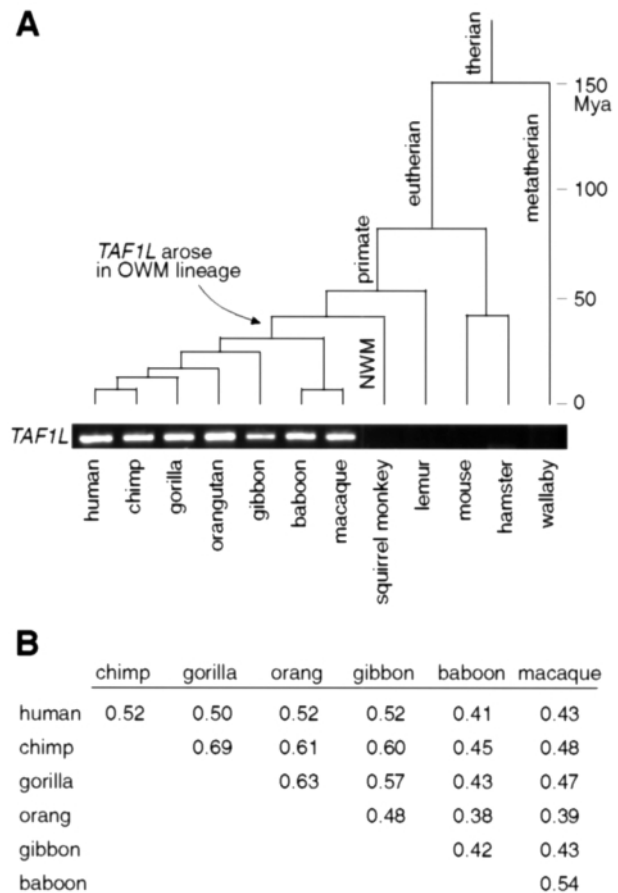 A
therian
150
Mya
eutherian
metatherian
100
TAF1L arose
in OWM lineage
primate
50
NWM
0
TAF1L
human
chimp
gorilla
orangutan
gibbon
baboon
macaque
squirrel monkey
lemur
mouse
hamster
wallaby
B
chimp gorilla orang gibbon baboon macaque
human 0.52 0.50 0.52 0.52 0.41 0.43
chimp 0.69 0.61 0.60 0.45 0.48
gorilla 0.63 0.57 0.43 0.47
orang 0.48 0.38 0.39
gibbon 0.42 0.43
baboon 0.54